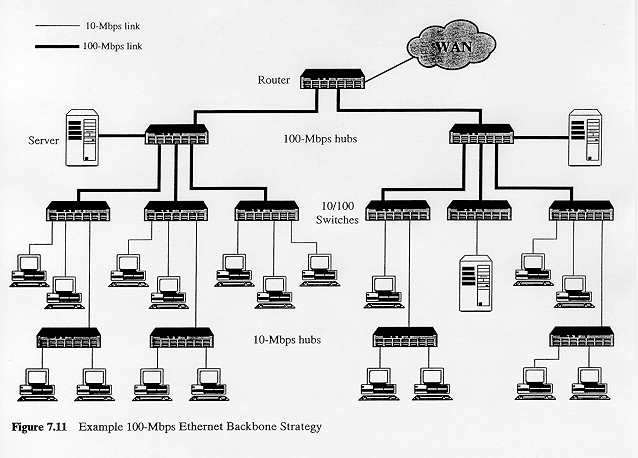 10-Mbps link
100-Mbps link
WAN
Router
Server
100-Mbps hubs
10/100
Switches
10-Mbps hubs
Figure 7.11 Example 100-Mbps Ethernet Backbone Strategy